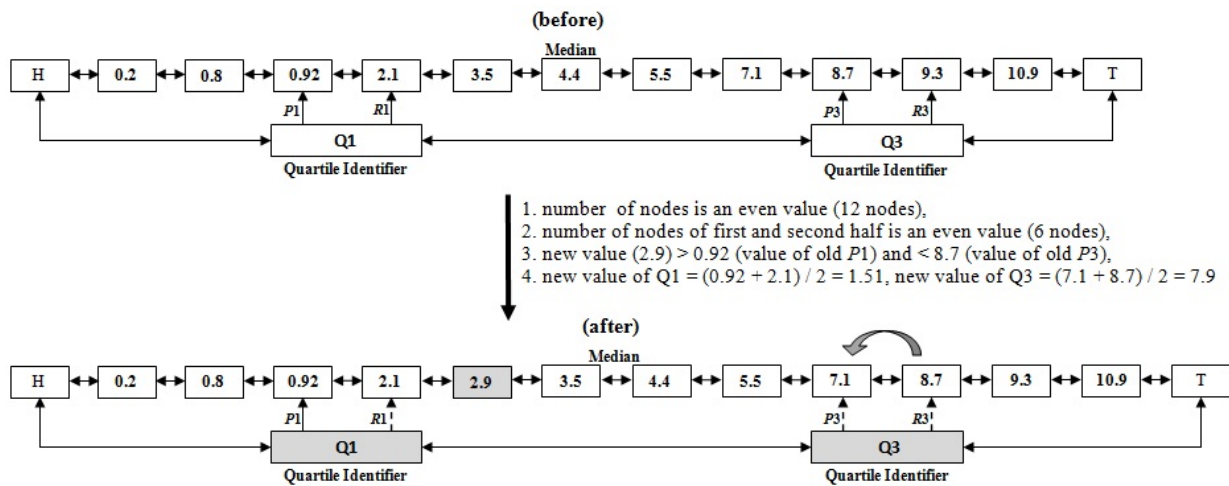 (before)
Median
H 0.2 0.8 0.92 2.1 3.5 4.4 5.5 7.1 8.7 9.3 10.9 T
P1 R1 P3 R3
Q1 Q3
Quartile Identifier Quartile Identifier
1. number of nodes is an even value (12 nodes),
2. number of nodes of first and second half is an even value (6 nodes),
3. new value (2.9) > 0.92 (value of old P1) and < 8.7 (value of old P3),
4. new value of Q1 = (0.92 + 2.1) / 2 = 1.51, new value of Q3 = (7.1 + 8.7) / 2 = 7.9
(after)
Median
H 0.2 0.8 0.92 2.1 2.9 3.5 4.4 5.5 7.1 8.7 9.3 10.9 T
P1 R1 P3 R3
Q1 Q3
Quartile Identifier Quartile Identifier